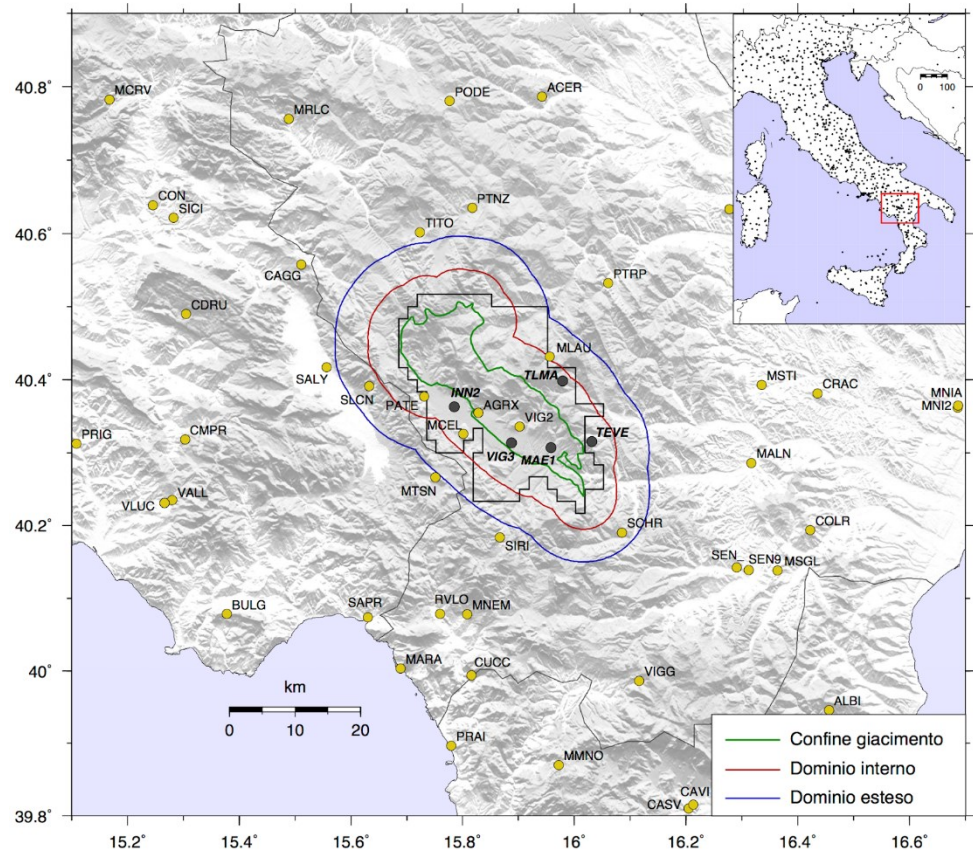 40.8˚
40.6˚
40.4˚
40.2˚
40˚
39.8˚
MCRV
MRLC
PODE
ACER
0 100
CON_
SICI
PTNZ
TITO
CAGG
PTRP
CDRU
MLAU
TLMA
SALY
SLCN
PATE
INN2
AGRX
VIG2
MCEL
TEVE
VIG3
MAE1
MSTI
CRAC
MNIA
MNI2
PRIG
CMPR
MALN
MTSN
VLUC
VALL
SIRI
SOHR
COLR
SEN_
SEN9
MSGL
BULG
SAPR
RVLO
MNEM
MARA
CUCC
VIGG
ALBI
km
0 10 20
PRAI
MMNO
CASV
CAVI
Confine giacimento
Dominio interno
Dominio esteso
15.2˚ 15.4˚ 15.6˚ 15.8˚ 16˚ 16.2˚ 16.4˚ 16.6˚